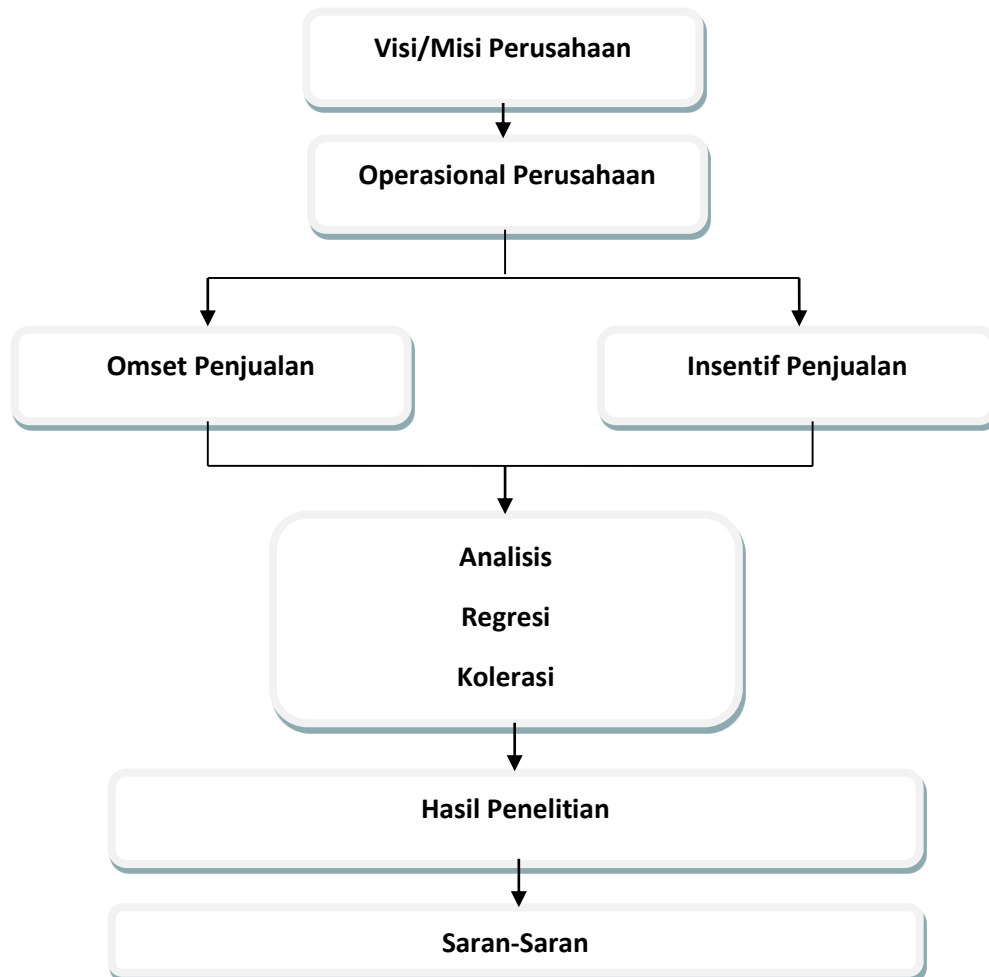 Visi/Misi Perusahaan
Operasional Perusahaan
Omset Penjualan
Insentif Penjualan
Analisis
Regresi
Kolerasi
Hasil Penelitian
Saran-Saran